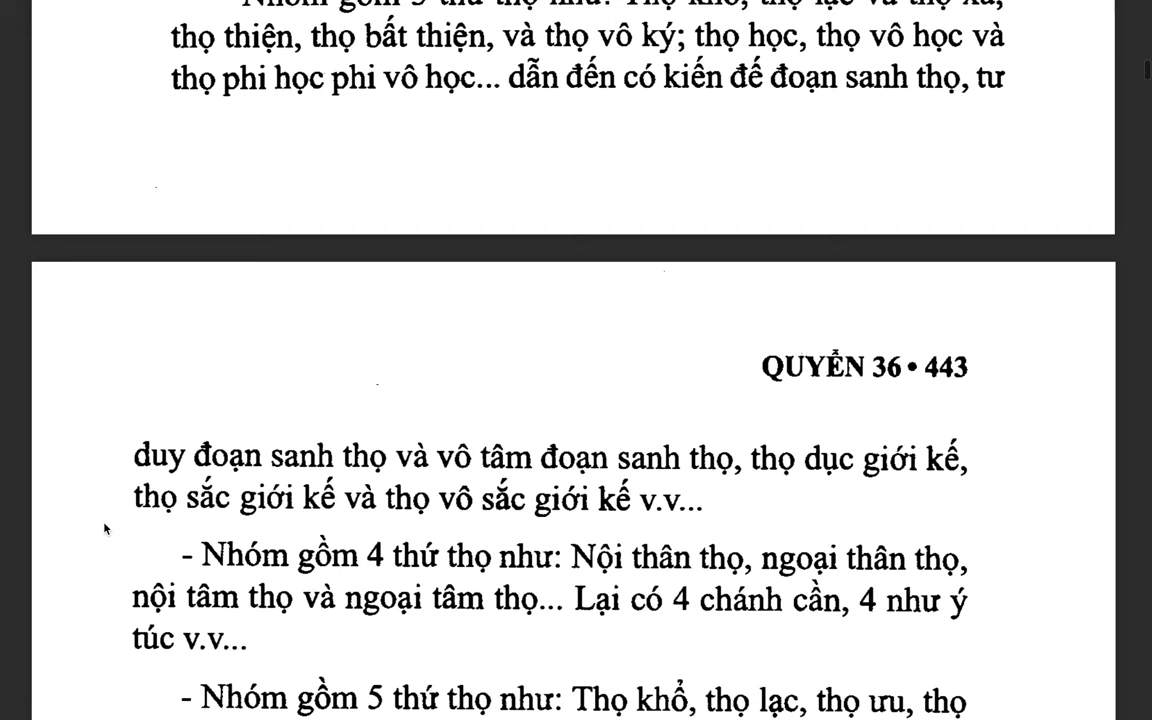 thọ thiện, thọ bất thiện, và thọ vô ký; thọ học, thọ vô học và
thọ phi học phi vô học... dẫn đến có kiến đế đoạn sanh thọ, tư
QUYỂN 36 • 443
duy đoạn sanh thọ và vô tâm đoạn sanh thọ, thọ dục giới kế,
thọ sắc giới kế và thọ vô sắc giới kế v.v...
- Nhóm gồm 4 thứ thọ như: Nội thân thọ, ngoại thân thọ,
nội tâm thọ và ngoại tâm thọ... Lại có 4 chánh cần, 4 như ý
túc v.v...
- Nhóm gồm 5 thứ thọ như: Thọ khổ, thọ lạc, thọ ưu, thọ